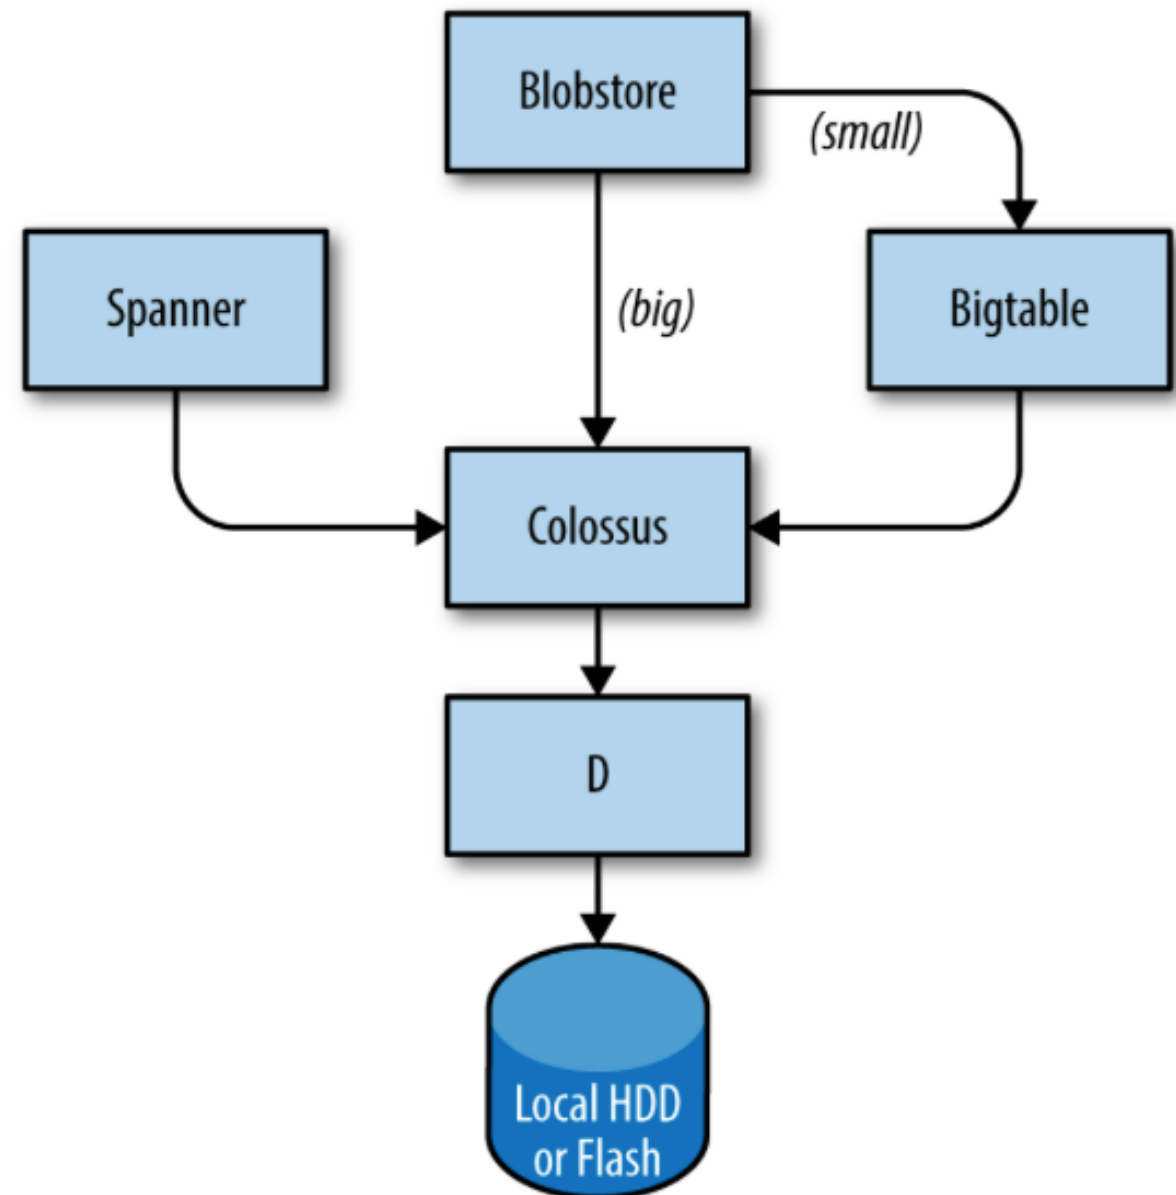 Blobstore
(small)
Spanner
(big)
Bigtable
Colossus
D
Local HDD
or Flash